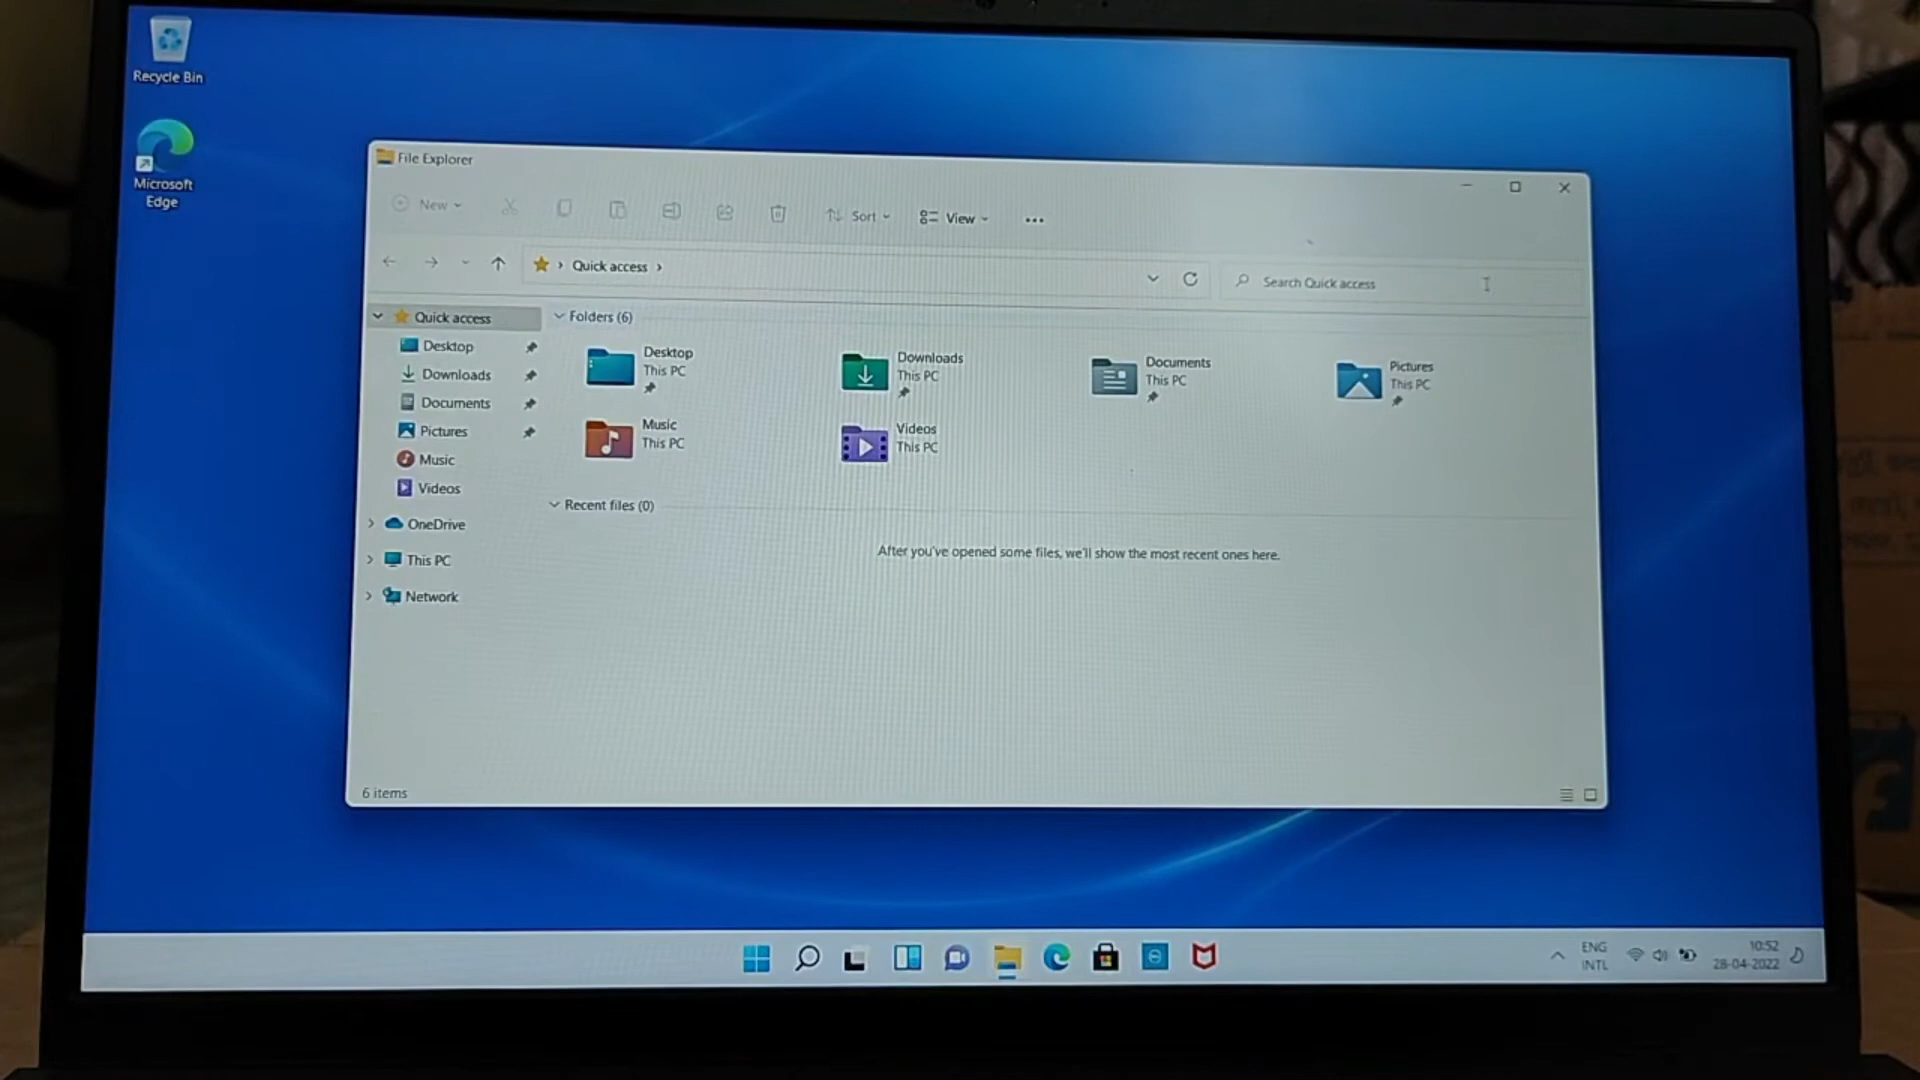 Recycle Bin
Microsoft
Edge
File Explorer
New
Sort
View
Quick access
Search Quick access
Quick access
Desktop
Downloads
Documents
Pictures
Music
Videos
OneDrive
This PC
Network
Folders (6)
Desktop
This PC
Downloads
This PC
Documents
This PC
Pictures
This PC
Music
This PC
Videos
This PC
Recent files (0)
After you've opened some files, we'll show the most recent ones here.
6 items
ENG
INTL
10:52
28-04-2022